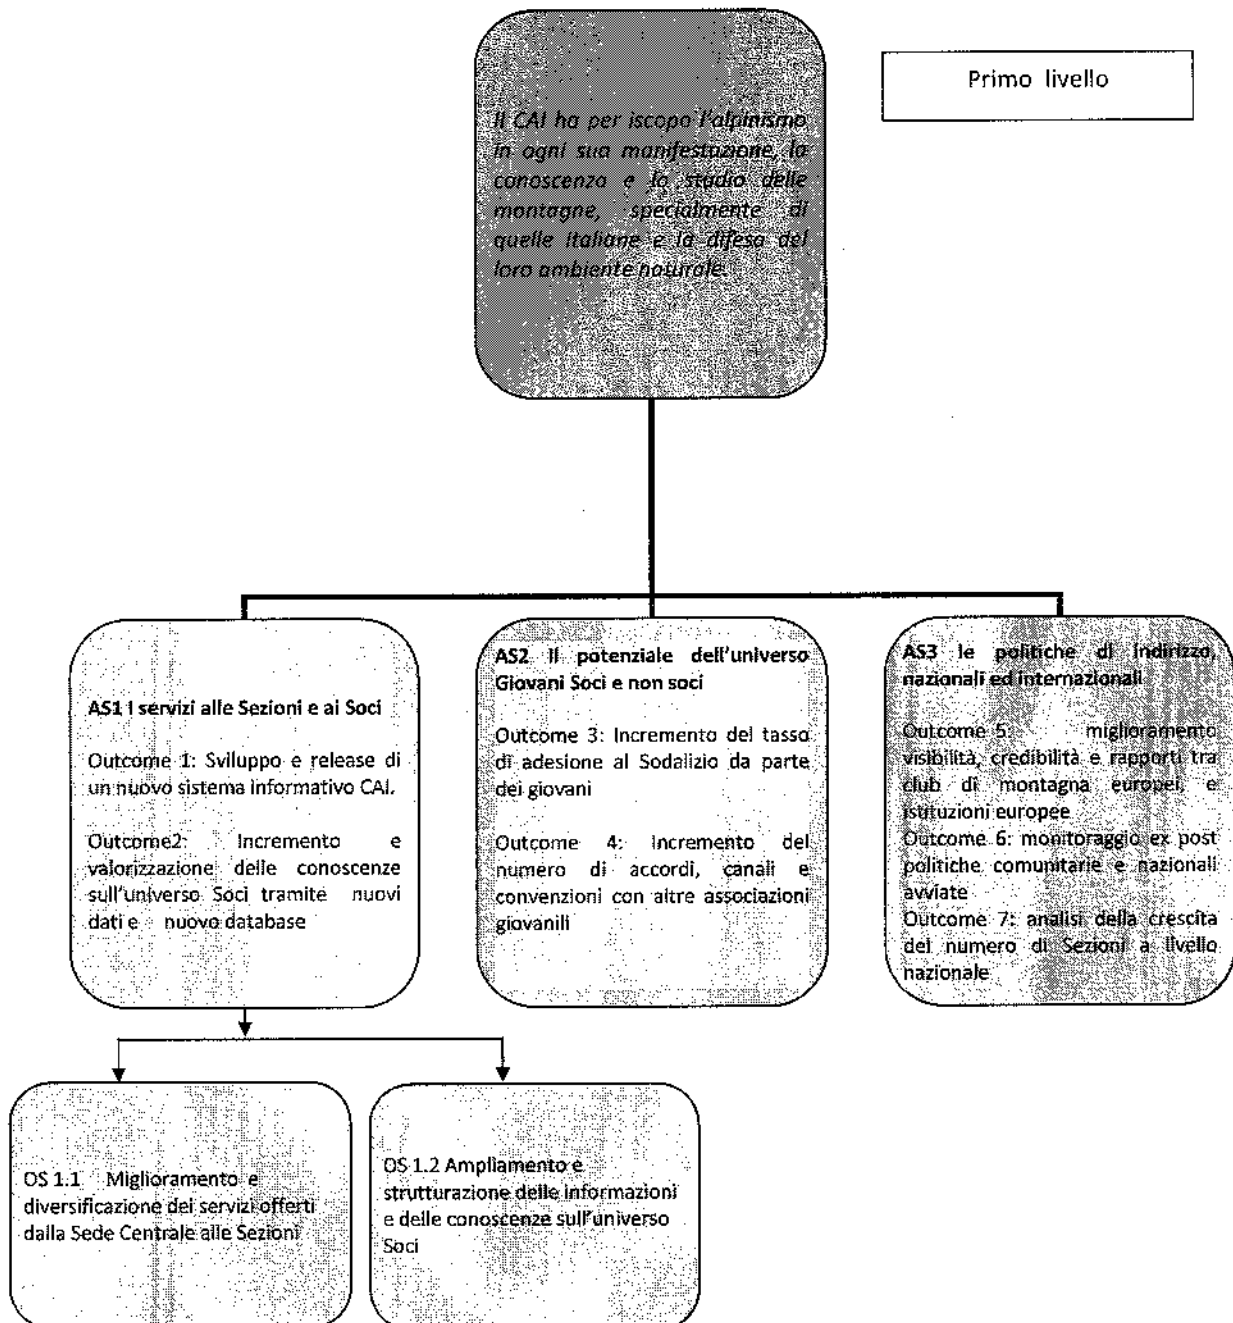 Primo livello
Il CAI ha per iscopo l'alpinismo
in ogni sua manifestazione, la
conoscenza e lo studio delle
montagne, specialmente di
quelle italiane e la difesa del
loro ambiente naturale.
AS1 I servizi alle Sezioni e ai Soci
Outcome 1: Sviluppo e release di
un nuovo sistema informativo CAI.
Outcome2: Incremento e
valorizzazione delle conoscenze
sull'universo Soci tramite nuovi
dati e nuovo database
AS2 Il potenziale dell'universo
Giovani Soci e non soci
Outcome 3: Incremento del tasso
di adesione al Sodalizio da parte
dei giovani
Outcome 4: Incremento del
numero di accordi, canali e
convenzioni con altre associazioni
giovanili
AS3 le politiche di indirizzo,
nazionali ed internazionali
Outcome 5: miglioramento
visibilità, credibilità e rapporti tra
club di montagna europei, e
istituzioni europee
Outcome 6: monitoraggio ex post
politiche comunitarie e nazionali
avviate
Outcome 7: analisi della crescita
del numero di Sezioni a livello
nazionale
OS 1.1 Miglioramento e
diversificazione dei servizi offerti
dalla Sede Centrale alle Sezioni
OS 1.2 Ampliamento e
strutturazione delle informazioni
e delle conoscenze sull'universo
Soci